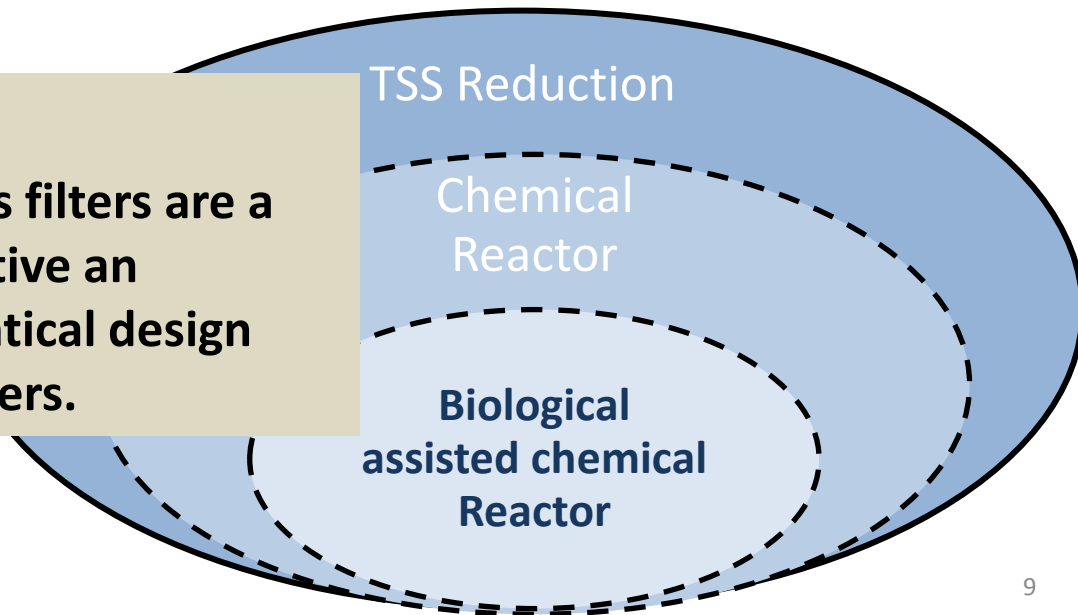 TSS Reduction
s filters are a
tive an
tical design
ers.
Chemical
Reactor
Biological
assisted chemical
Reactor
9